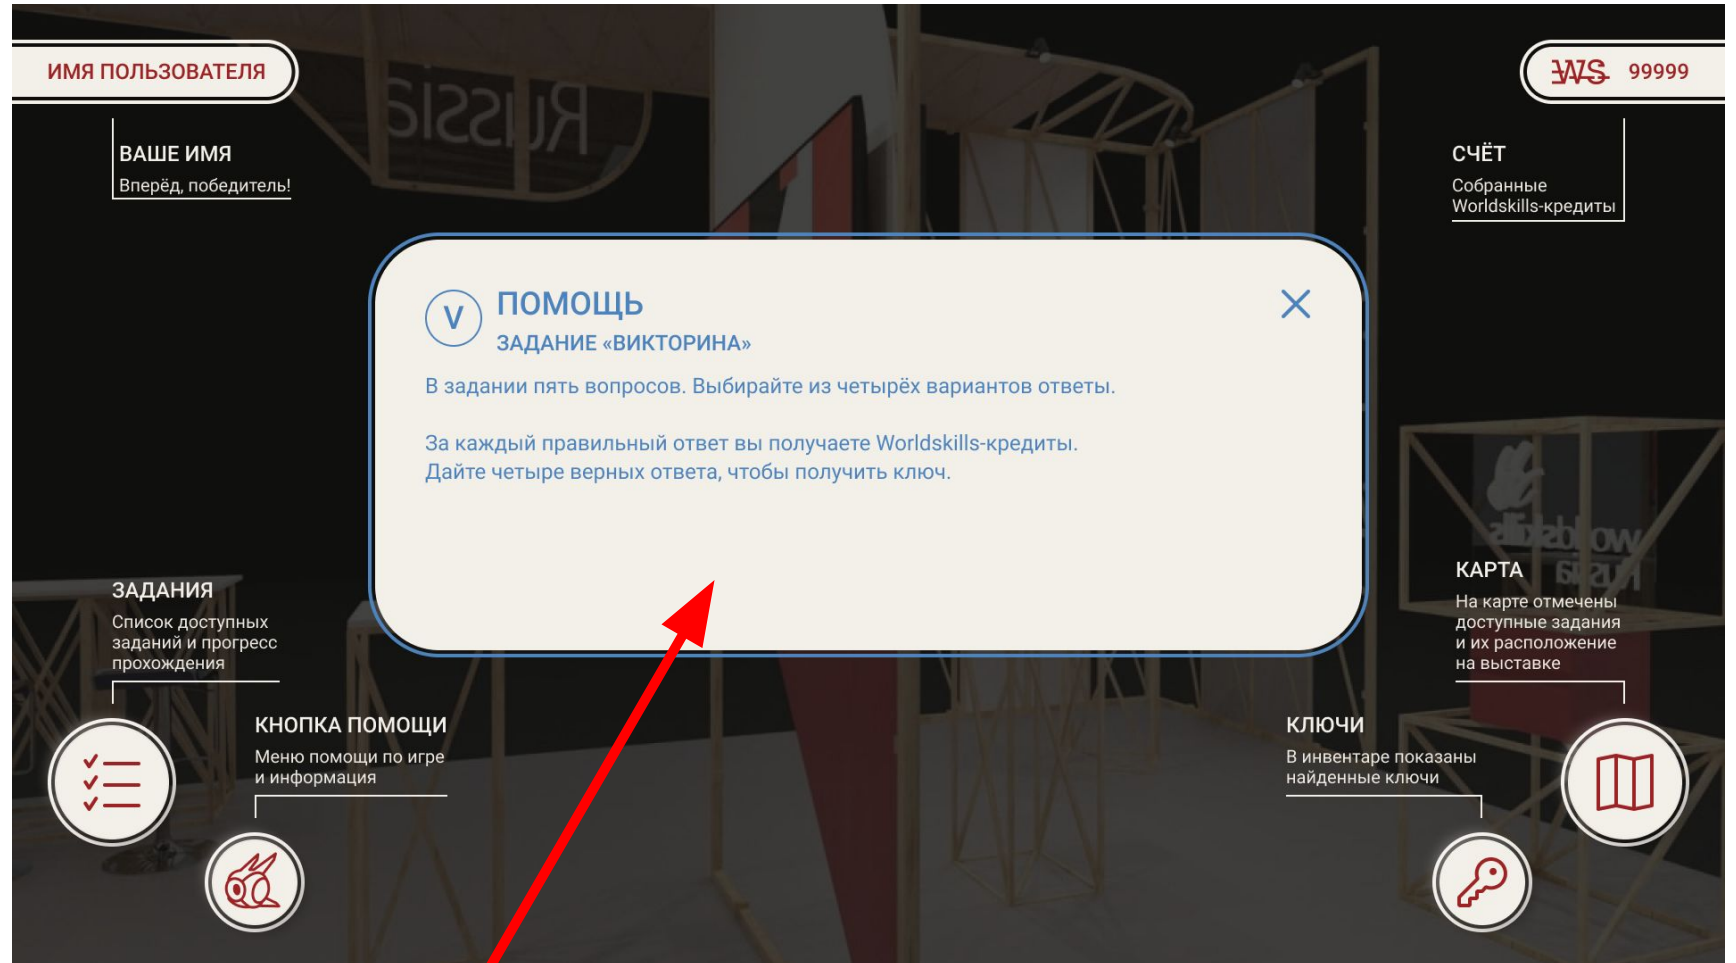 ИМЯ ПОЛЬЗОВАТЕЛЯ
WS 99999
Russia
ВАШЕ ИМЯ
Вперёд, победитель!
СЧЁТ
Собранные
Worldskills-кредиты
V ПОМОЩЬ
ЗАДАНИЕ «ВИКТОРИНА»
В задании пять вопросов. Выбирайте из четырёх вариантов ответы.
За каждый правильный ответ вы получаете Worldskills-кредиты.
Дайте четыре верных ответа, чтобы получить ключ.
worldskills
Russia
ЗАДАНИЯ
Список доступных
заданий и прогресс
прохождения
КАРТА
На карте отмечены
доступные задания
и их расположение
на выставке
КНОПКА ПОМОЩИ
Меню помощи по игре
и информация
КЛЮЧИ
В инвентаре показаны
найденные ключи